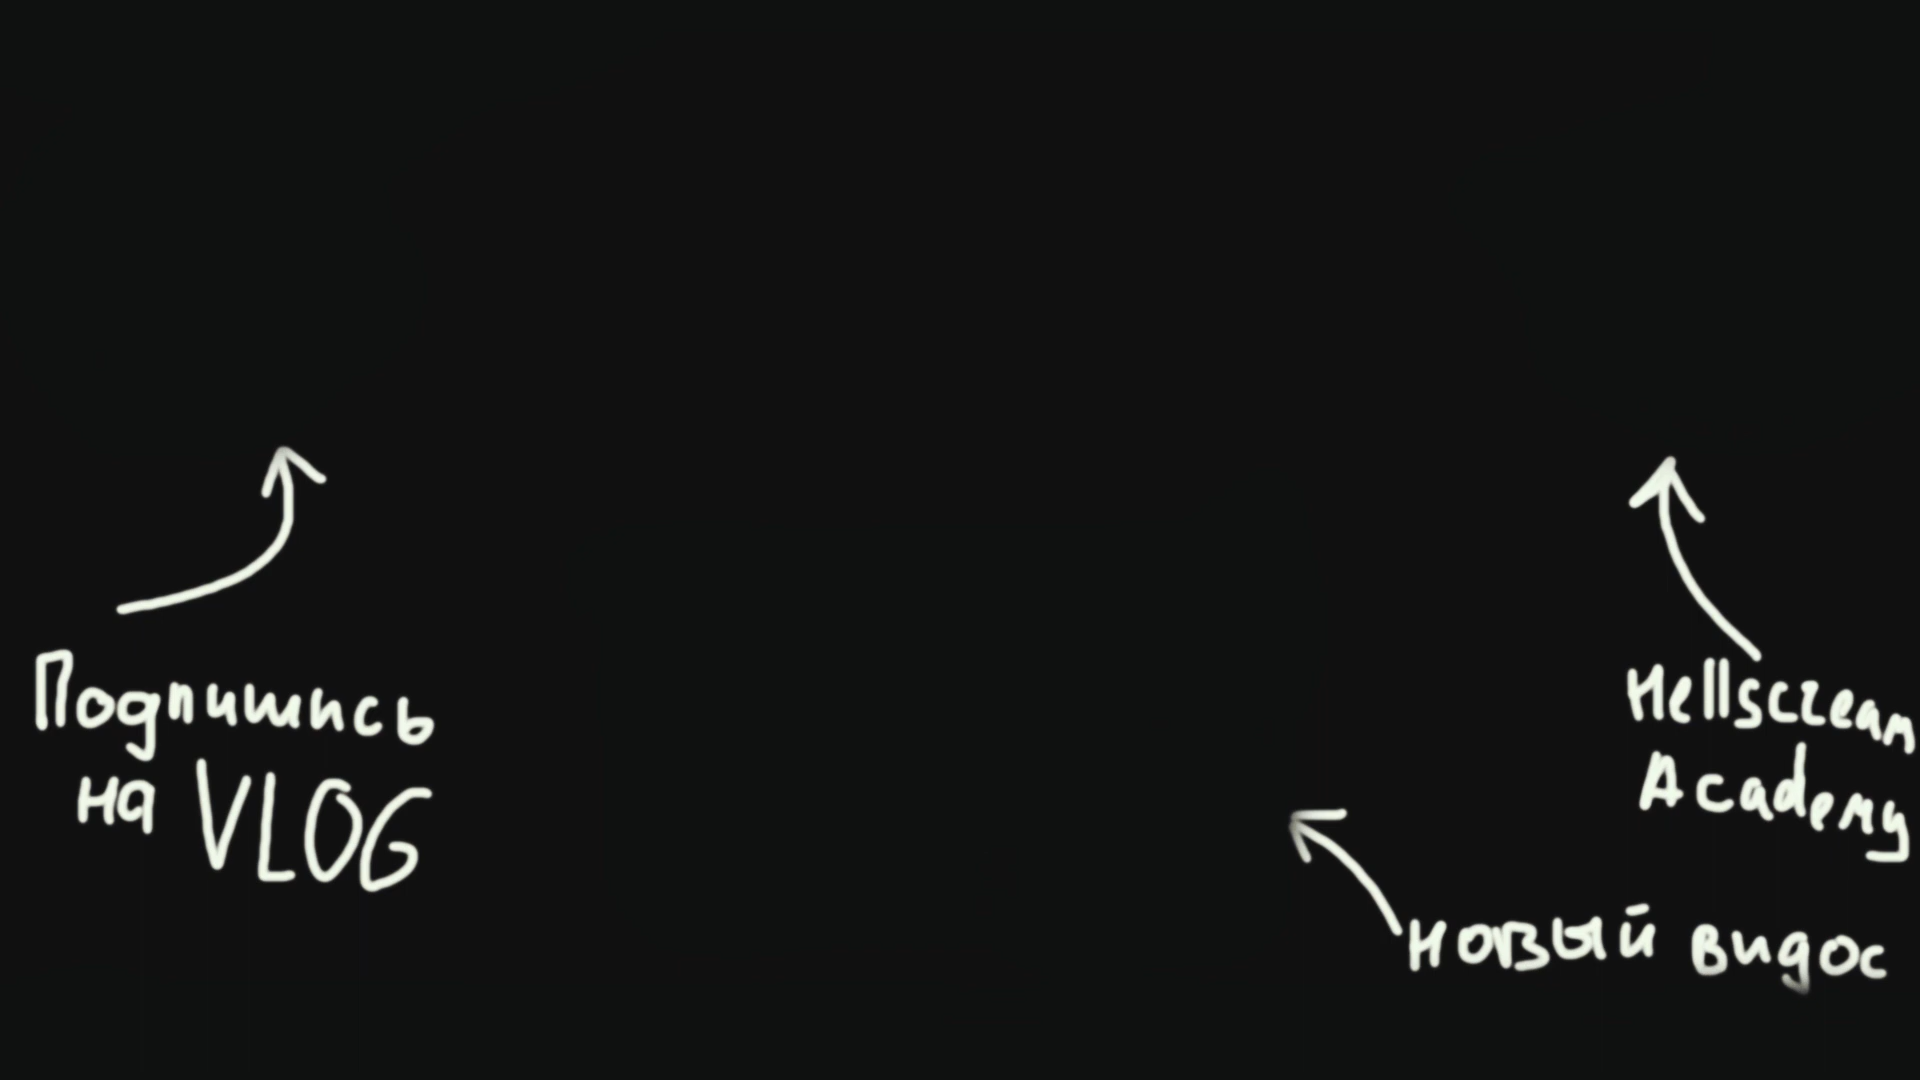 Подпишись
на VLOG
Hellscream
Academy
новый видос